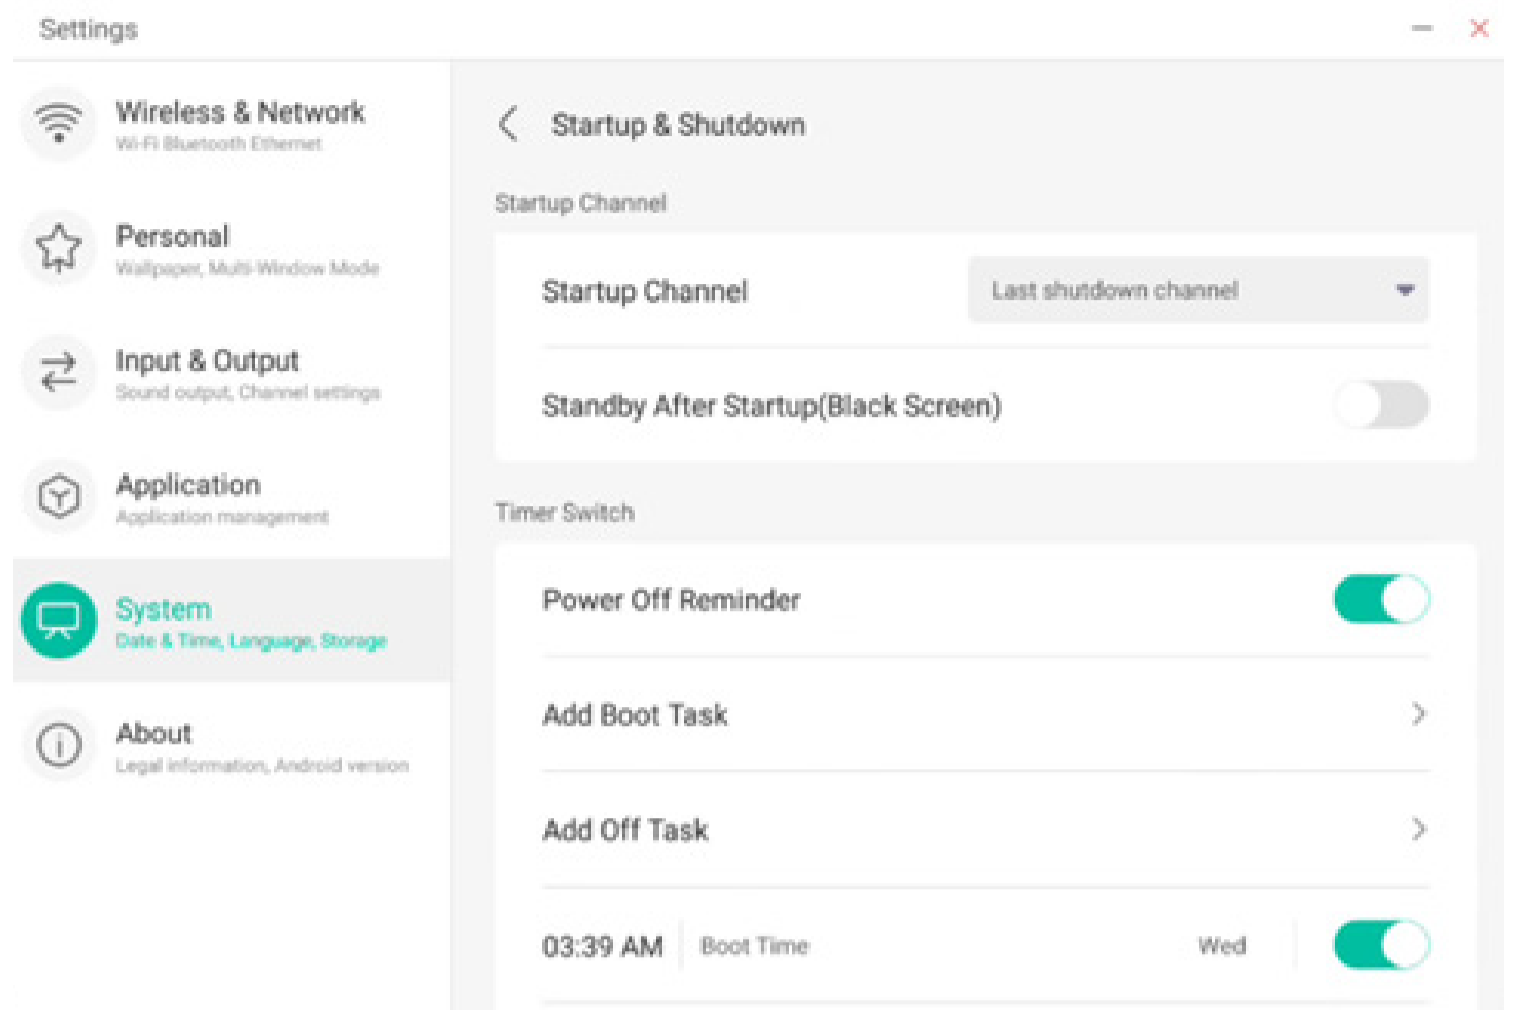 Settings
Wireless & Network
Wi-Fi Bluetooth Ethernet
Personal
Wallpaper, Multi-Window Mode
Input & Output
Sound output, Channel settings
Application
Application management
System
Date & Time, Language, Storage
About
Legal information, Android version
Startup & Shutdown
Startup Channel
Startup Channel
Last shutdown channel
Standby After Startup(Black Screen)
Timer Switch
Power Off Reminder
Add Boot Task
Add Off Task
03:39 AM
Boot Time
Wed